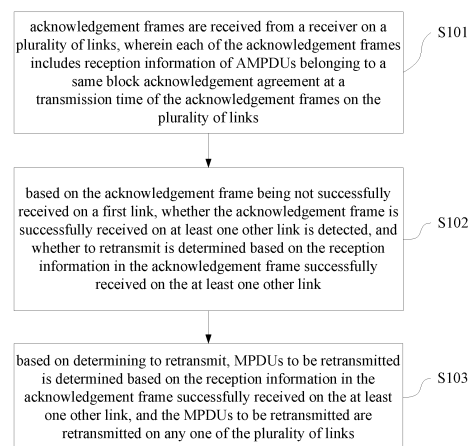 acknowledgement frames are received from a receiver on a
plurality of links, wherein each of the acknowledgement frames
includes reception information of AMPDUs belonging to a
same block acknowledgement agreement at a
transmission time of the acknowledgement frames on the
plurality of links
S101
based on the acknowledgement frame being not successfully
received on a first link, whether the acknowledgement frame is
successfully received on at least one other link is detected, and
whether to retransmit is determined based on the reception
information in the acknowledgement frame successfully
received on the at least one other link
S102
based on determining to retransmit, MPDUs to be retransmitted
is determined based on the reception information in the
acknowledgement frame successfully received on the at least
one other link, and the MPDUs to be retransmitted are
retransmitted on any one of the plurality of links
S103